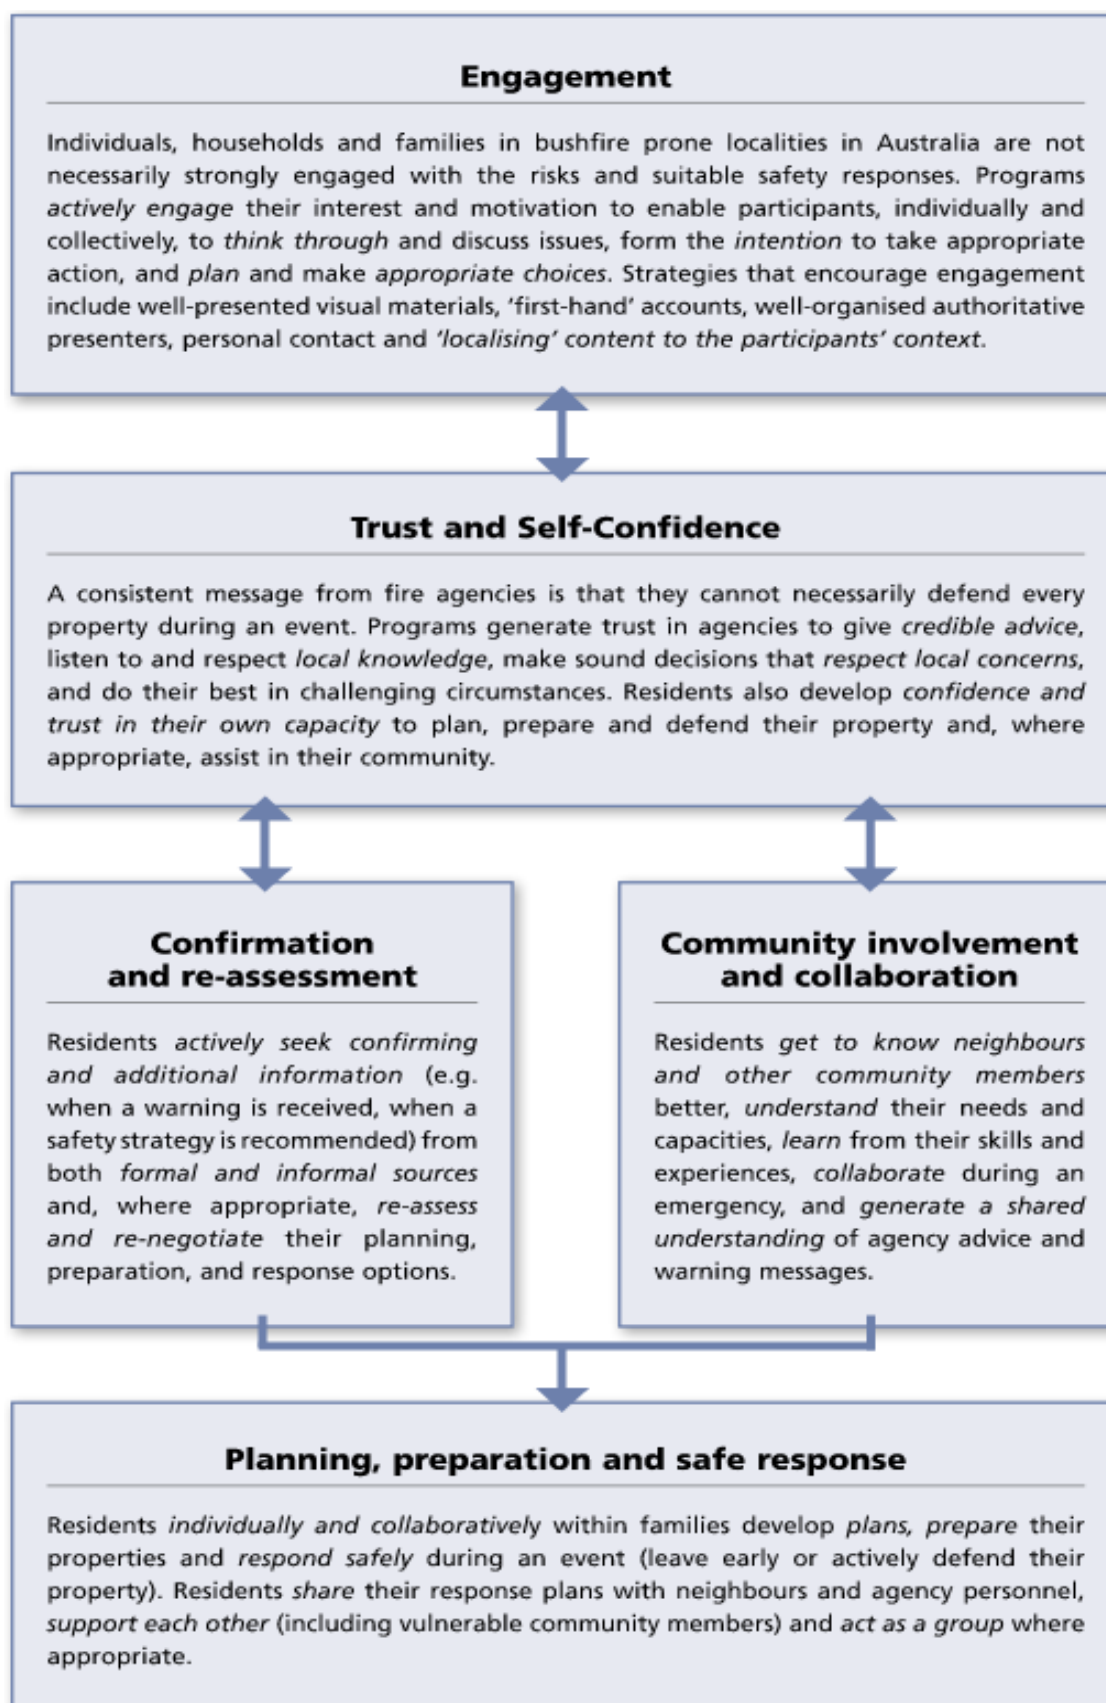 Engagement
Individuals, households and families in bushfire prone localities in Australia are not
necessarily strongly engaged with the risks and suitable safety responses. Programs
actively engage their interest and motivation to enable participants, individually and
collectively, to think through and discuss issues, form the intention to take appropriate
action, and plan and make appropriate choices. Strategies that encourage engagement
include well-presented visual materials, ‘first-hand’ accounts, well-organised authoritative
presenters, personal contact and ‘localising’ content to the participants’ context.
Trust and Self-Confidence
A consistent message from fire agencies is that they cannot necessarily defend every
property during an event. Programs generate trust in agencies to give credible advice,
listen to and respect local knowledge, make sound decisions that respect local concerns,
and do their best in challenging circumstances. Residents also develop confidence and
trust in their own capacity to plan, prepare and defend their property and, where
appropriate, assist in their community.
Confirmation
and re-assessment
Residents actively seek confirming
and additional information (e.g.
when a warning is received, when a
safety strategy is recommended) from
both formal and informal sources
and, where appropriate, re-assess
and re-negotiate their planning,
preparation, and response options.
Community involvement
and collaboration
Residents get to know neighbours
and other community members
better, understand their needs and
capacities, learn from their skills and
experiences, collaborate during an
emergency, and generate a shared
understanding of agency advice and
warning messages.
Planning, preparation and safe response
Residents individually and collaboratively within families develop plans, prepare their
properties and respond safely during an event (leave early or actively defend their
property). Residents share their response plans with neighbours and agency personnel,
support each other (including vulnerable community members) and act as a group where
appropriate.